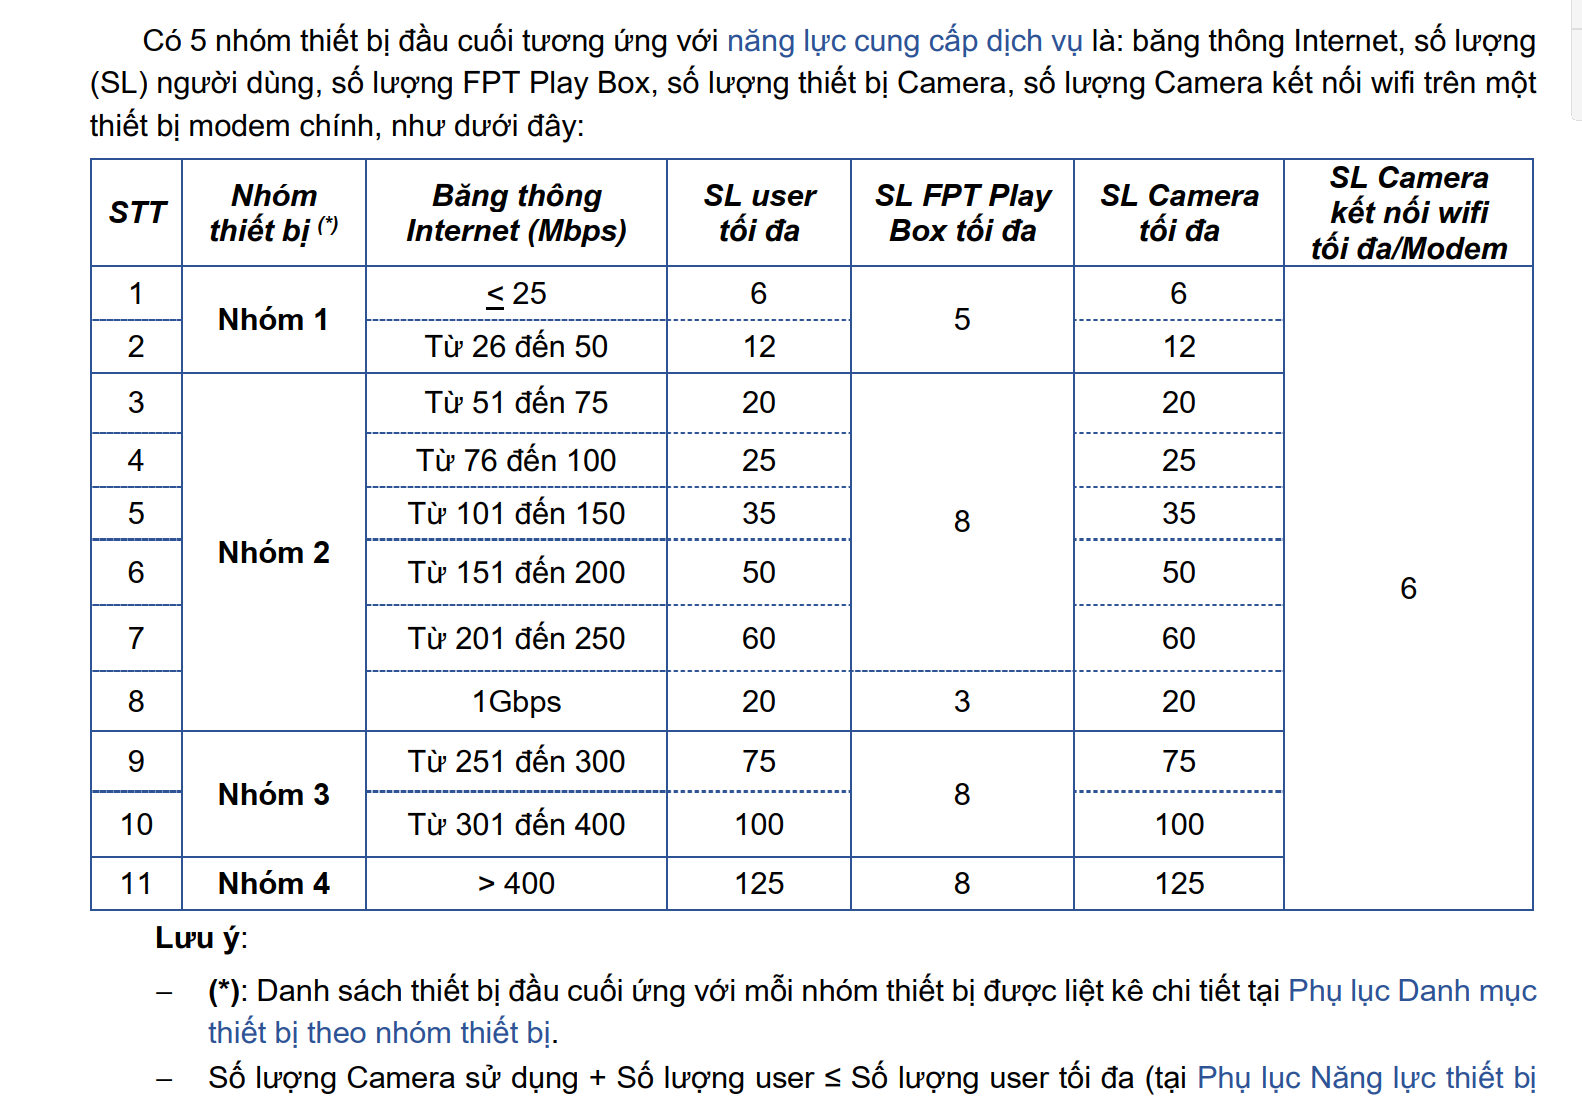 Có 5 nhóm thiết bị đầu cuối tương ứng với năng lực cung cấp dịch vụ là: băng thông Internet, số lượng
(SL) người dùng, số lượng FPT Play Box, số lượng thiết bị Camera, số lượng Camera kết nối wifi trên một
thiết bị modem chính, như dưới đây:
STT Nhóm thiết bị (*) Băng thông Internet (Mbps) SL user tối đa SL FPT Play Box tối đa SL Camera tối đa SL Camera kết nối wifi tối đa/Modem
1 Nhóm 1 ≤ 25 6 5 6 6
2 Từ 26 đến 50 12 12
3 Nhóm 2 Từ 51 đến 75 20 8 20
4 Từ 76 đến 100 25 25
5 Từ 101 đến 150 35 35
6 Từ 151 đến 200 50 50
7 Từ 201 đến 250 60 60
8 1Gbps 20 3 20
9 Nhóm 3 Từ 251 đến 300 75 8 75
10 Từ 301 đến 400 100 100
11 Nhóm 4 > 400 125 8 125
Lưu ý:
– (*): Danh sách thiết bị đầu cuối ứng với mỗi nhóm thiết bị được liệt kê chi tiết tại Phụ lục Danh mục
thiết bị theo nhóm thiết bị.
– Số lượng Camera sử dụng + Số lượng user ≤ Số lượng user tối đa (tại Phụ lục Năng lực thiết bị